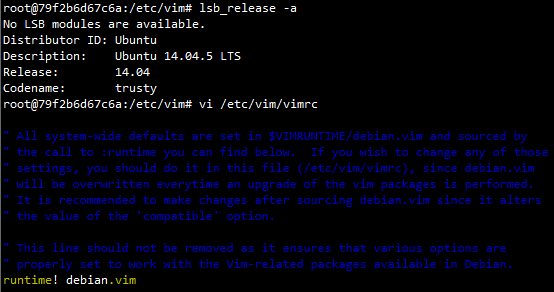 root@79f2b6d67c6a:/etc/vim# lsb_release -a
No LSB modules are available.
Distributor ID: Ubuntu
Description:    Ubuntu 14.04.5 LTS
Release:        14.04
Codename:       trusty
root@79f2b6d67c6a:/etc/vim# vi /etc/vim/vimrc
" All system-wide defaults are set in $VIMRUNTIME/debian.vim and sourced by
" the call to :runtime you can find below.  If you wish to change any of those
" settings, you should do it in this file (/etc/vim/vimrc), since debian.vim
" will be overwritten everytime an upgrade of the vim packages is performed.
" It is recommended to make changes after sourcing debian.vim since it alters
" the value of the `compatible` option.
" This line should not be removed as it ensures that various options are
" properly set to work with the Vim-related packages available in Debian.
runtime! debian.vim